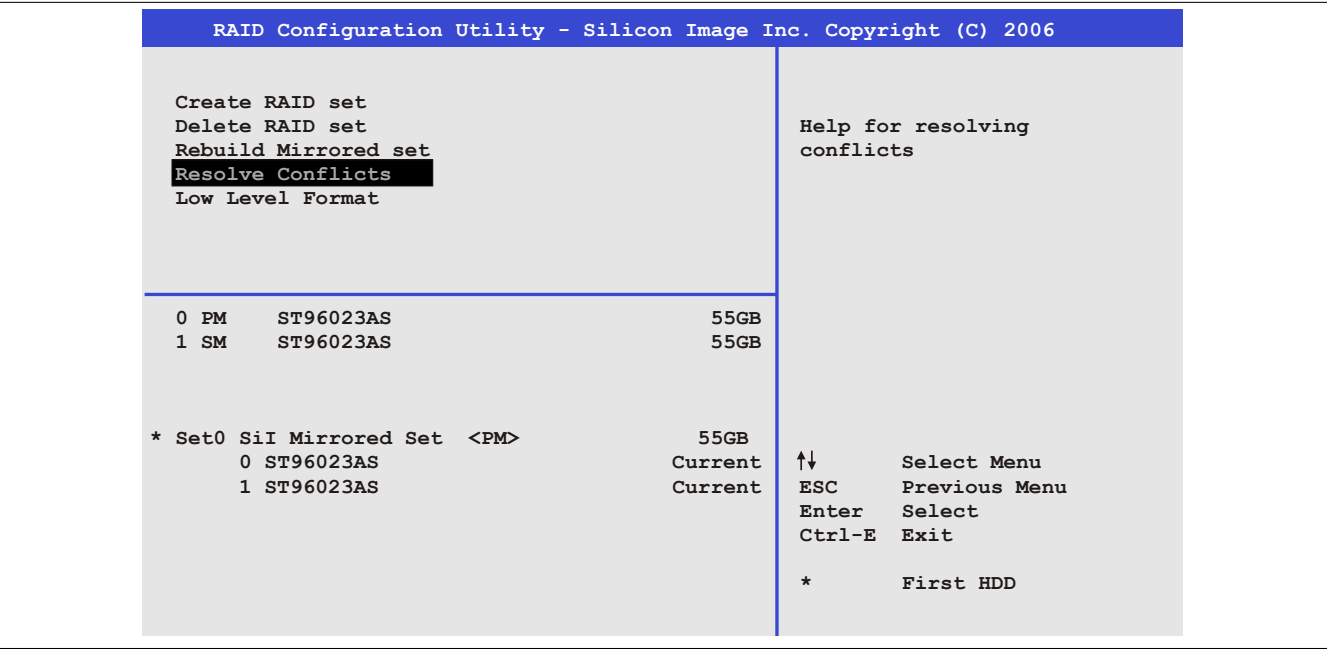 RAID Configuration Utility - Silicon Image Inc. Copyright (C) 2006
Create RAID set
Delete RAID set
Rebuild Mirrored set
Resolve Conflicts
Low Level Format
Help for resolving
conflicts
0 PM ST96023AS 55GB
1 SM ST96023AS 55GB
* Set0 SiI Mirrored Set <PM> 55GB
0 ST96023AS Current
1 ST96023AS Current
↑↓ Select Menu
ESC Previous Menu
Enter Select
Ctrl-E Exit
* First HDD